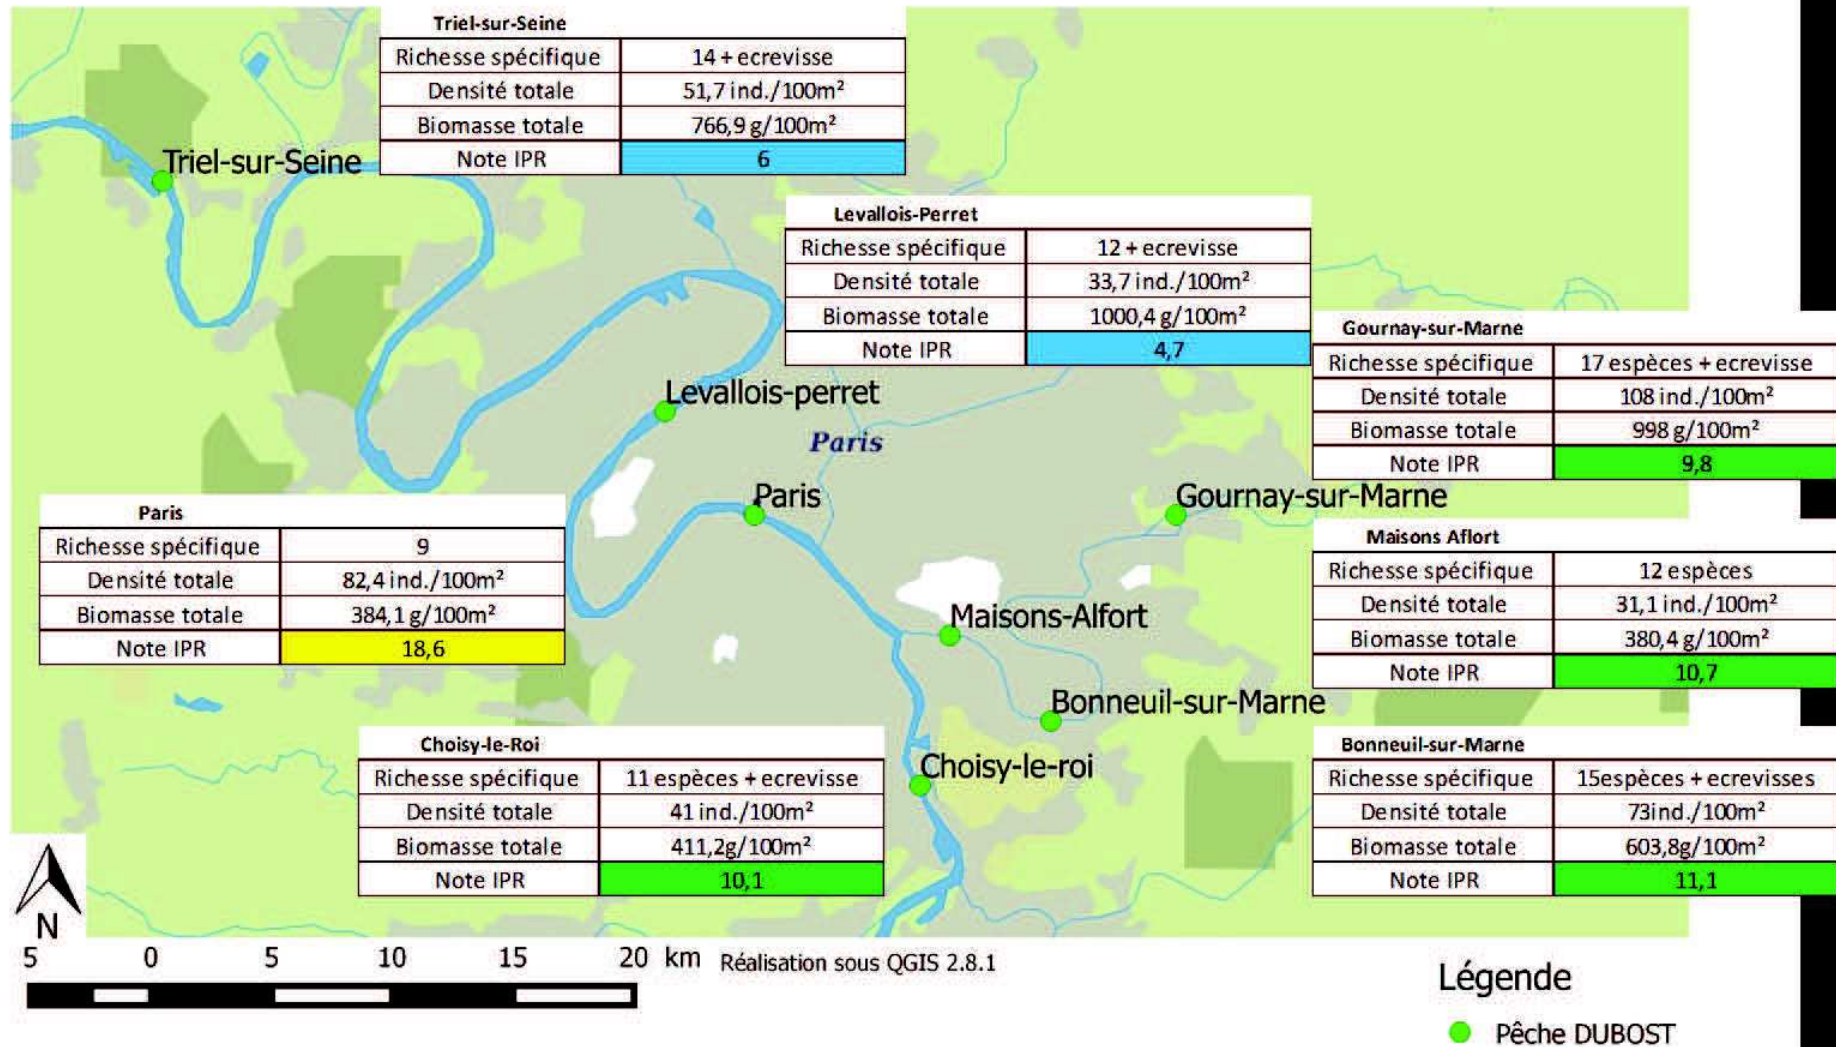 Triel-sur-Seine
Richesse spécifique 14 + ecrevisse
Densité totale 51,7 ind./100m²
Biomasse totale 766,9 g/100m²
Note IPR 6
Triel-sur-Seine
Levallois-Perret
Richesse spécifique 12 + ecrevisse
Densité totale 33,7 ind./100m²
Biomasse totale 1000,4 g/100m²
Note IPR 4,7
Gournay-sur-Marne
Richesse spécifique 17 espèces + ecrevisse
Densité totale 108 ind./100m²
Biomasse totale 998 g/100m²
Note IPR 9,8
Levallois-perret
Paris
Paris
Gournay-sur-Marne
Paris
Richesse spécifique 9
Densité totale 82,4 ind./100m²
Biomasse totale 384,1 g/100m²
Note IPR 18,6
Maisons Aflort
Richesse spécifique 12 espèces
Densité totale 31,1 ind./100m²
Biomasse totale 380,4 g/100m²
Note IPR 10,7
Maisons-Alfort
Bonneuil-sur-Marne
Choisy-le-roi
Choisy-le-Roi
Richesse spécifique 11 espèces + ecrevisse
Densité totale 41 ind./100m²
Biomasse totale 411,2g/100m²
Note IPR 10,1
Bonneuil-sur-Marne
Richesse spécifique 15espèces + ecrevisses
Densité totale 73ind./100m²
Biomasse totale 603,8g/100m²
Note IPR 11,1
N
5 0 5 10 15 20 km
Réalisation sous QGIS 2.8.1
Légende
Pêche DUBOST